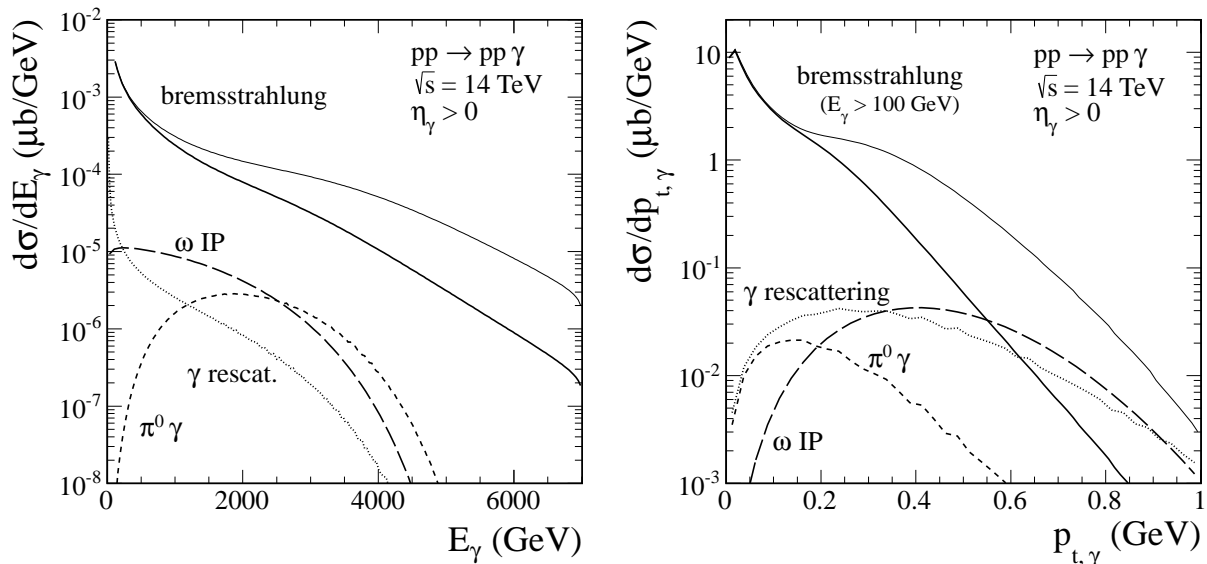 dσ/dE_γ (μb/GeV)
10^-2
10^-3
10^-4
10^-5
10^-6
10^-7
10^-8
pp → pp γ
√s = 14 TeV
η_γ > 0
bremsstrahlung
ω IP
γ rescat.
π^0 γ
0 2000 4000 6000
E_γ (GeV)
dσ/dp_t, γ (μb/GeV)
10
1
10^-1
10^-2
10^-3
pp → pp γ
√s = 14 TeV
η_γ > 0
bremsstrahlung
(E_γ > 100 GeV)
γ rescattering
π^0 γ
ω IP
0 0.2 0.4 0.6 0.8 1
p_t, γ (GeV)